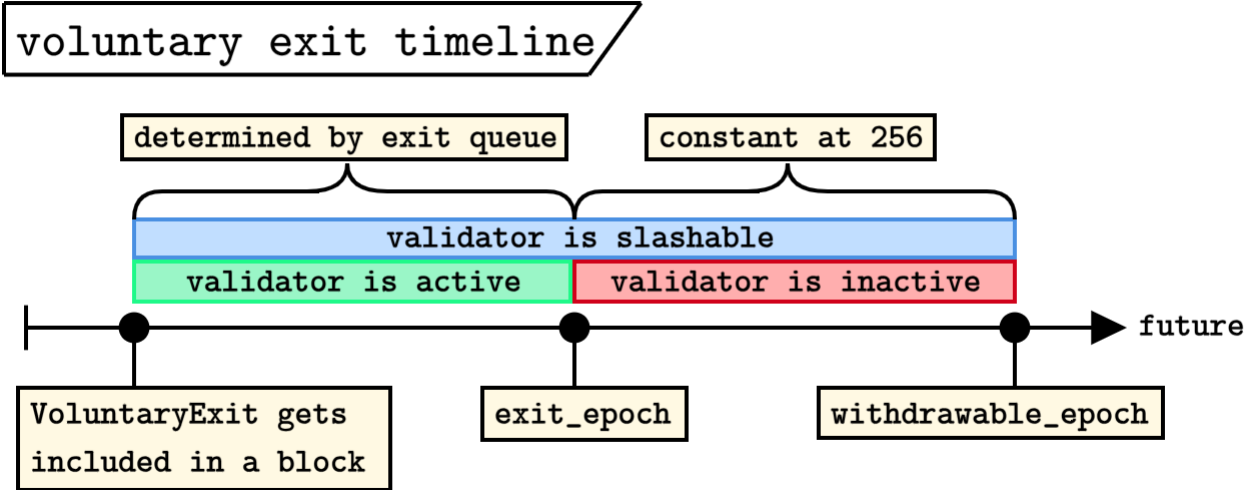 voluntary exit timeline
determined by exit queue
constant at 256
validator is slashable
validator is active
validator is inactive
future
VoluntaryExit gets
included in a block
exit_epoch
withdrawable_epoch